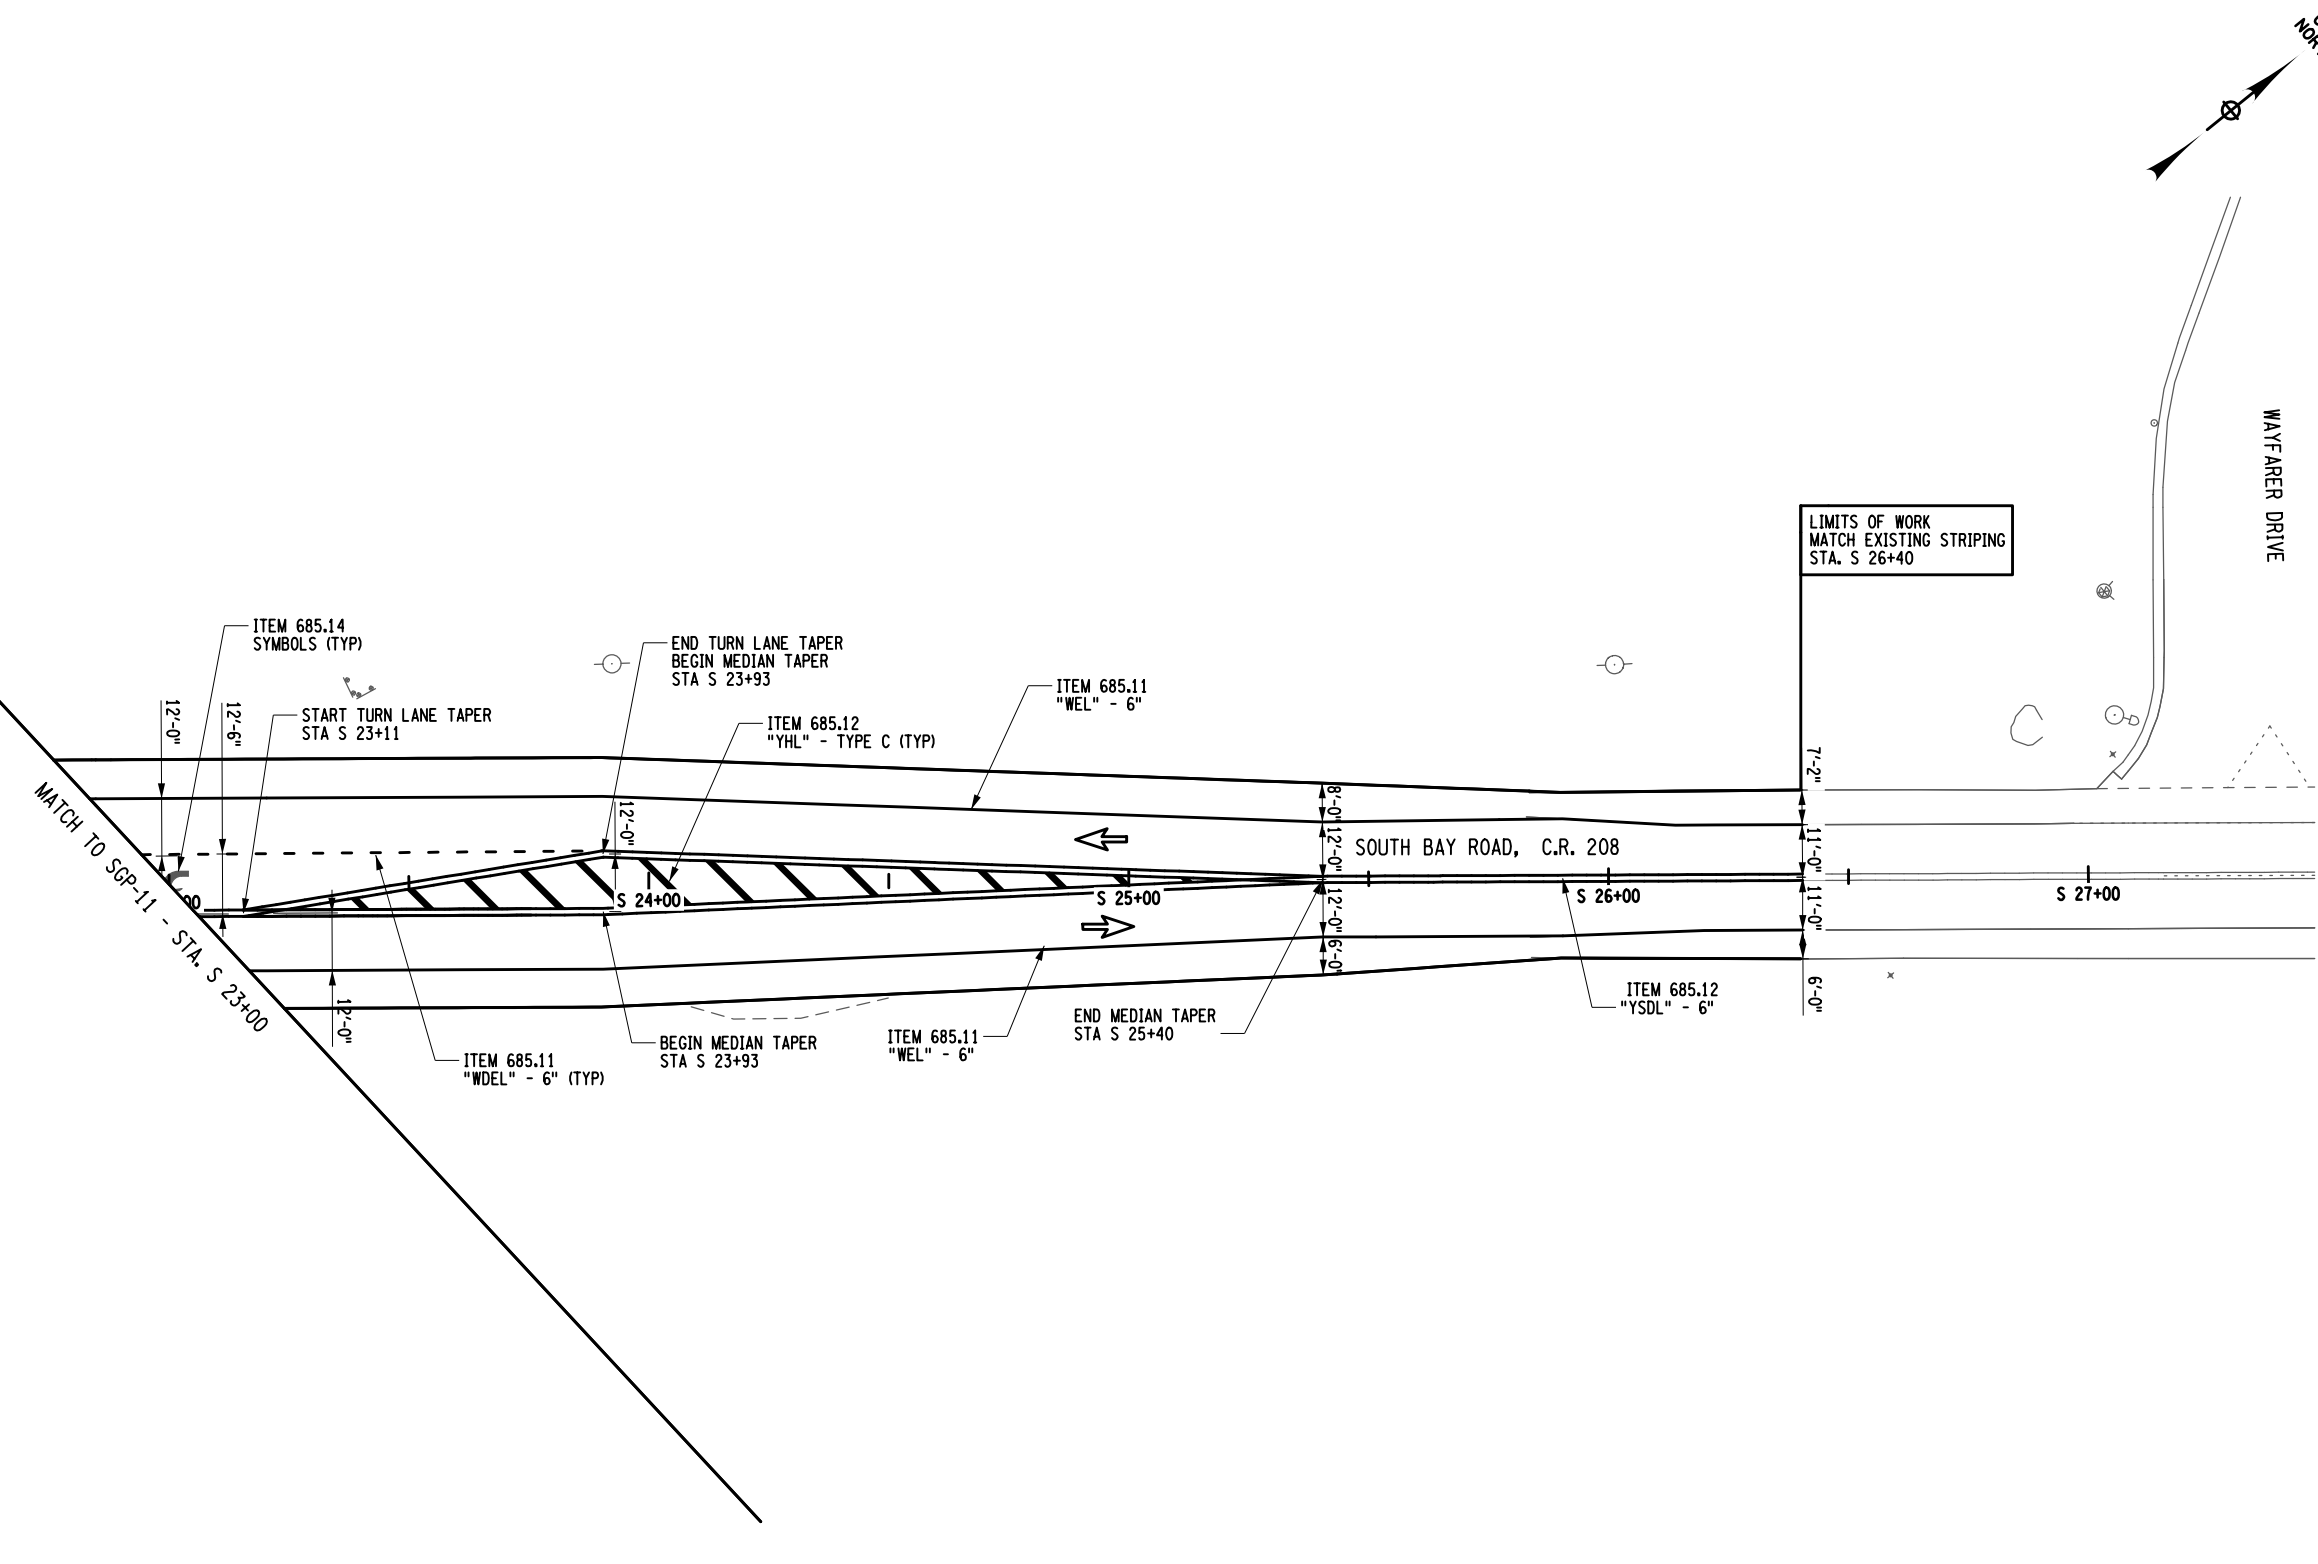 WAYFARER DRIVE
LIMITS OF WORK
MATCH EXISTING STRIPING
STA. S 26+40
ITEM 685.14
SYMBOLS (TYP)
END TURN LANE TAPER
BEGIN MEDIAN TAPER
STA S 23+93
ITEM 685.11
"WEL" - 6"
START TURN LANE TAPER
STA S 23+11
ITEM 685.12
"YHL" - TYPE C (TYP)
12'-0"
12'-6"
7'-2"
MATCH TO SGP-11 - STA. S 23+00
12'-0"
8'-0"
12'-0"
SOUTH BAY ROAD, C.R. 208
11'-0"
00
S 24+00
S 25+00
S 26+00
S 27+00
12'-0"
11'-0"
6'-0"
12'-0"
ITEM 685.11
"WDEL" - 6" (TYP)
BEGIN MEDIAN TAPER
STA S 23+93
ITEM 685.11
"WEL" - 6"
END MEDIAN TAPER
STA S 25+40
ITEM 685.12
"YSDL" - 6"
6'-0"